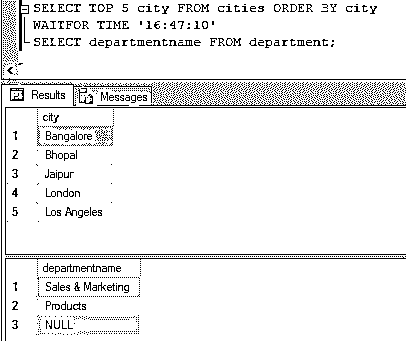 SELECT TOP 5 city FROM cities ORDER BY city
WAITFOR TIME '16:47:10'
SELECT departmentname FROM department;
Results Messages
city
1 Bangalore
2 Bhopal
3 Jaipur
4 London
5 Los Angeles
departmentname
1 Sales & Marketing
2 Products
3 NULL